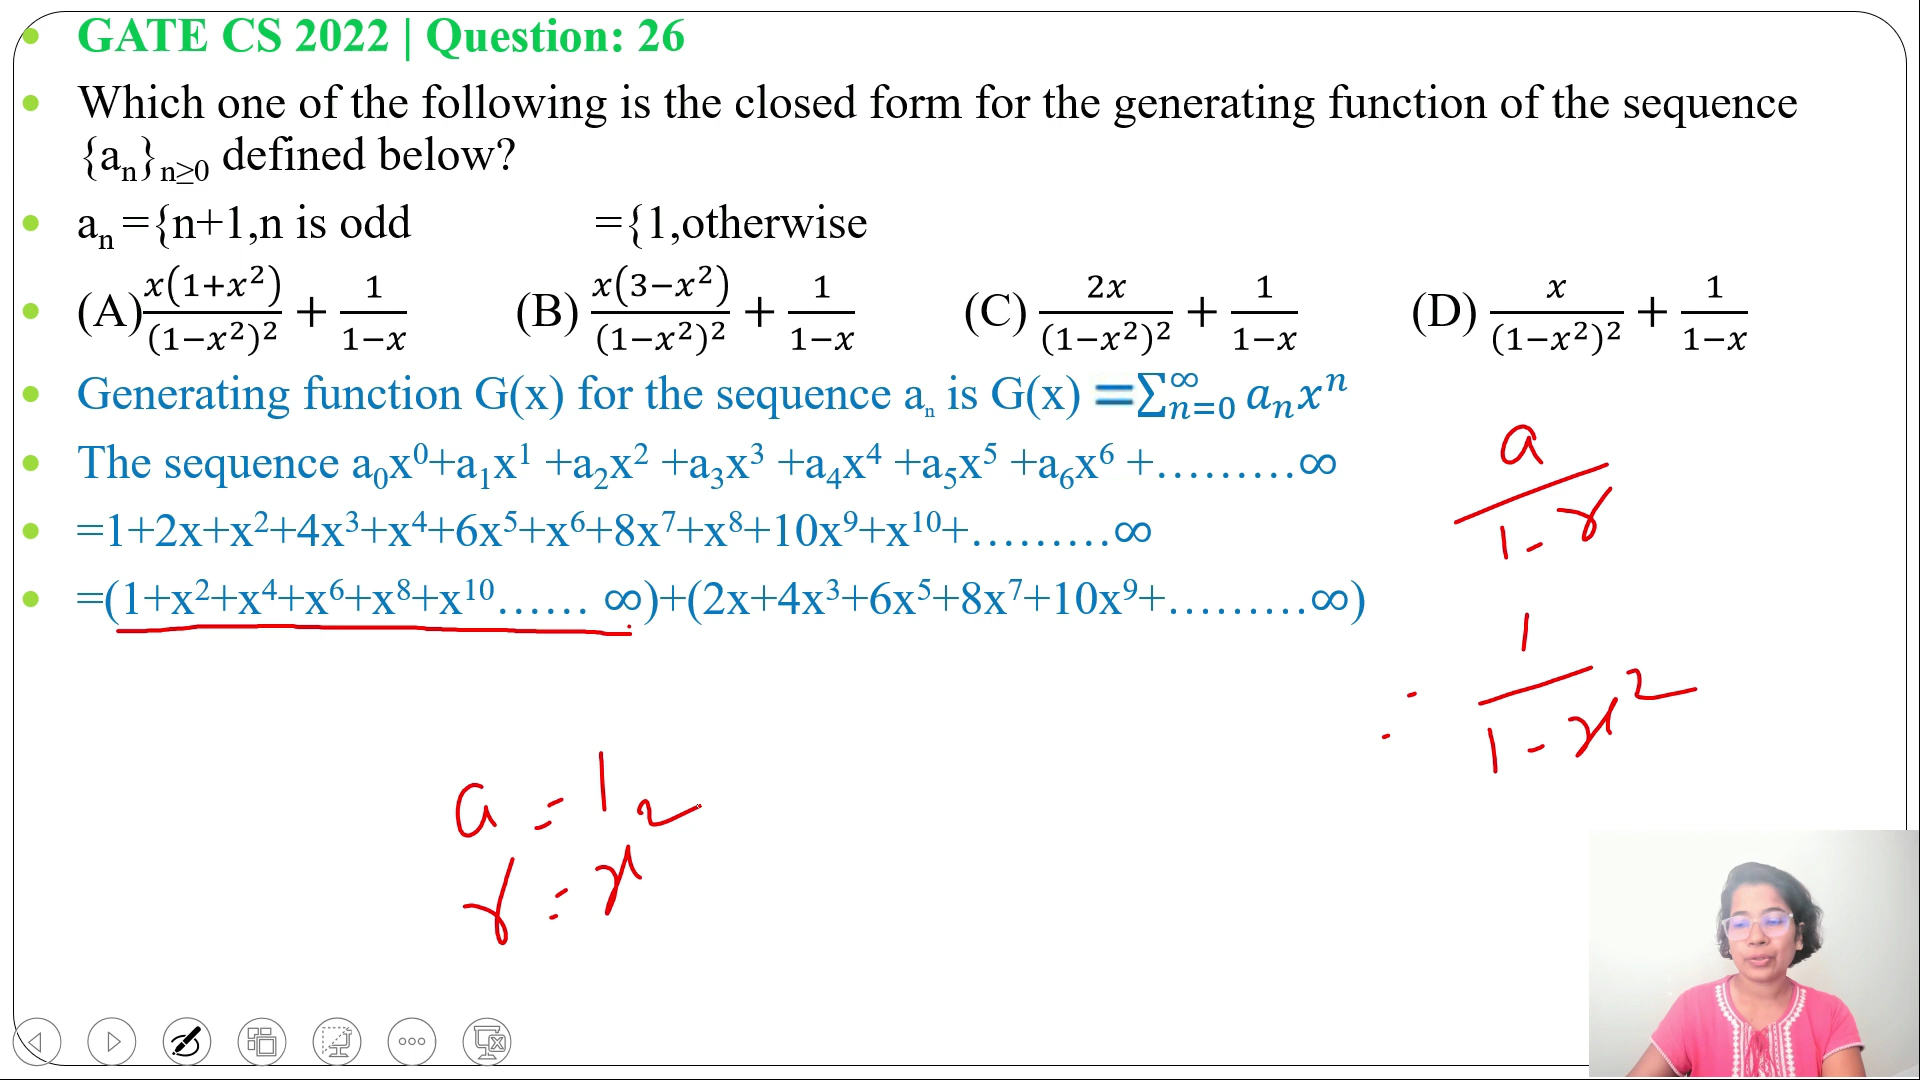 GATE CS 2022 | Question: 26
Which one of the following is the closed form for the generating function of the sequence
{aₙ}ₙ≥₀ defined below?
aₙ ={n+1,n is odd ={1,otherwise
(A) x(1+x²)/(1−x²)² + 1/(1−x) (B) x(3−x²)/(1−x²)² + 1/(1−x) (C) 2x/(1−x²)² + 1/(1−x) (D) x/(1−x²)² + 1/(1−x)
Generating function G(x) for the sequence aₙ is G(x) =∑ₙ₌₀^∞ aₙxⁿ
The sequence a₀x⁰+a₁x¹ +a₂x² +a₃x³ +a₄x⁴ +a₅x⁵ +a₆x⁶ +………∞
=1+2x+x²+4x³+x⁴+6x⁵+x⁶+8x⁷+x⁸+10x⁹+x¹⁰+………∞
=(1+x²+x⁴+x⁶+x⁸+x¹⁰…… ∞)+(2x+4x³+6x⁵+8x⁷+10x⁹+………∞)
a/(1-r)
= 1/(1-x²)
a = 1
r = x²